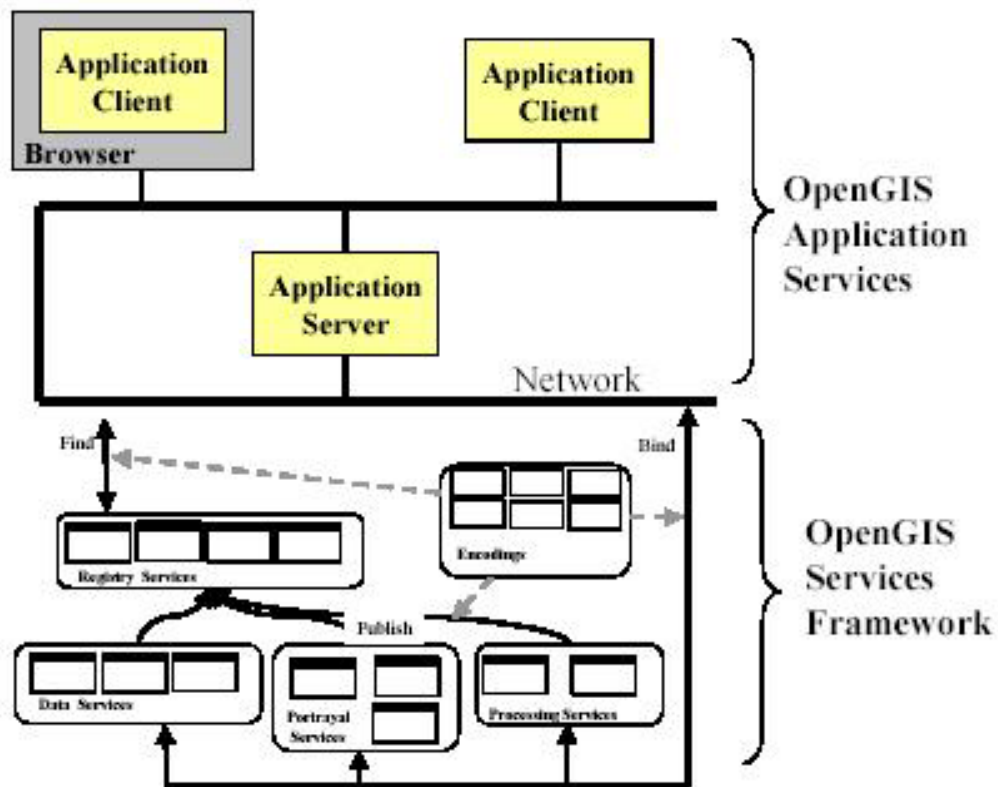 Application
Client
Browser
Application
Client
OpenGIS
Application
Services
Application
Server
Network
Find
Bind
Encodings
Registry Services
OpenGIS
Services
Framework
Publish
Data Services
Portrayal
Services
Processing Services